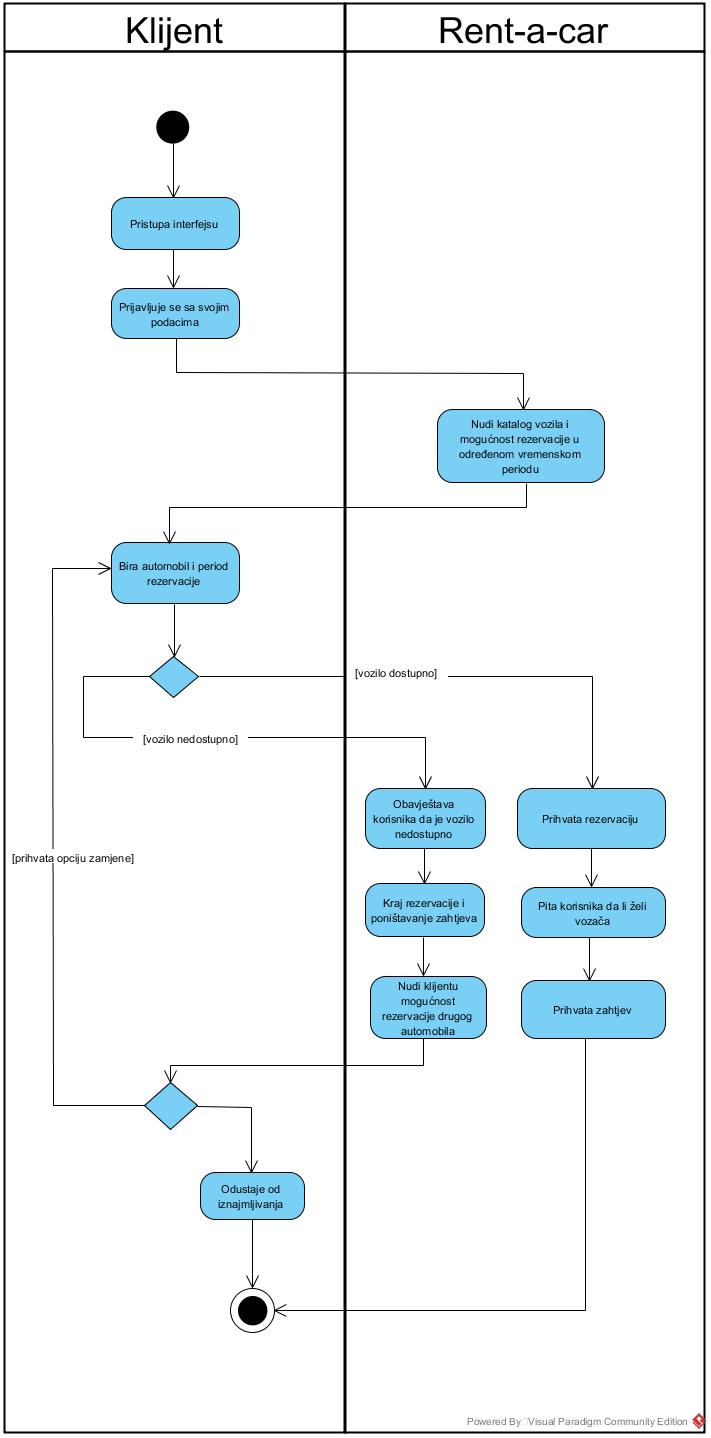 Klijent
Rent-a-car
Pristupa interfejsu
Prijavljuje se sa svojim
podacima
Nudi katalog vozila i
mogućnost rezervacije u
određenom vremenskom
periodu
Bira automobil i period
rezervacije
[vozilo dostupno]
[vozilo nedostupno]
Obavještava
korisnika da je vozilo
nedostupno
Prihvata rezervaciju
[prihvata opciju zamjene]
Kraj rezervacije i
poništavanje zahtjeva
Pita korisnika da li želi
vozača
Nudi klijentu
mogućnost
rezervacije drugog
automobila
Prihvata zahtjev
Odustaje od
iznajmljivanja
Powered By Visual Paradigm Community Edition